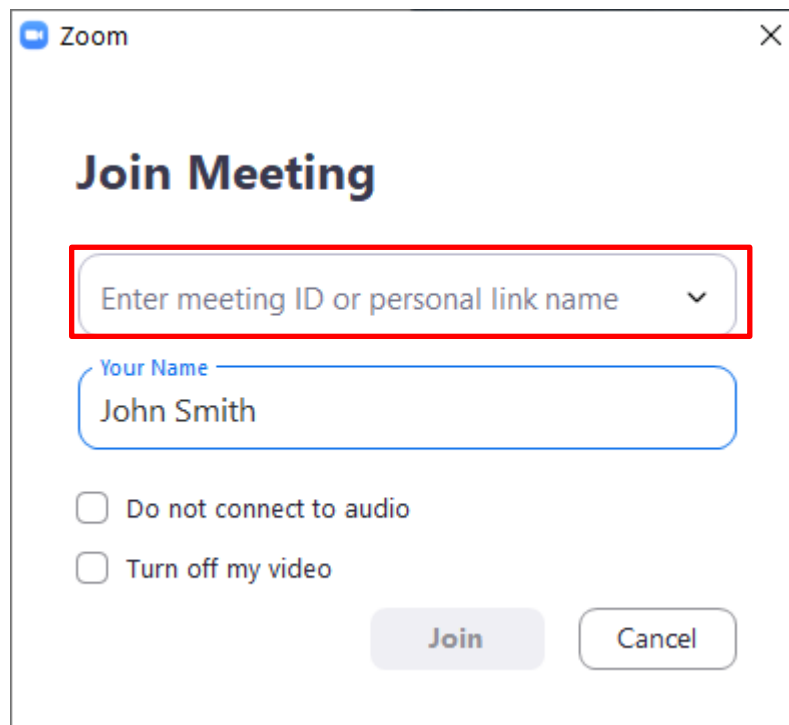 Zoom
Join Meeting
Enter meeting ID or personal link name
Your Name
John Smith
Do not connect to audio
Turn off my video
Join Cancel